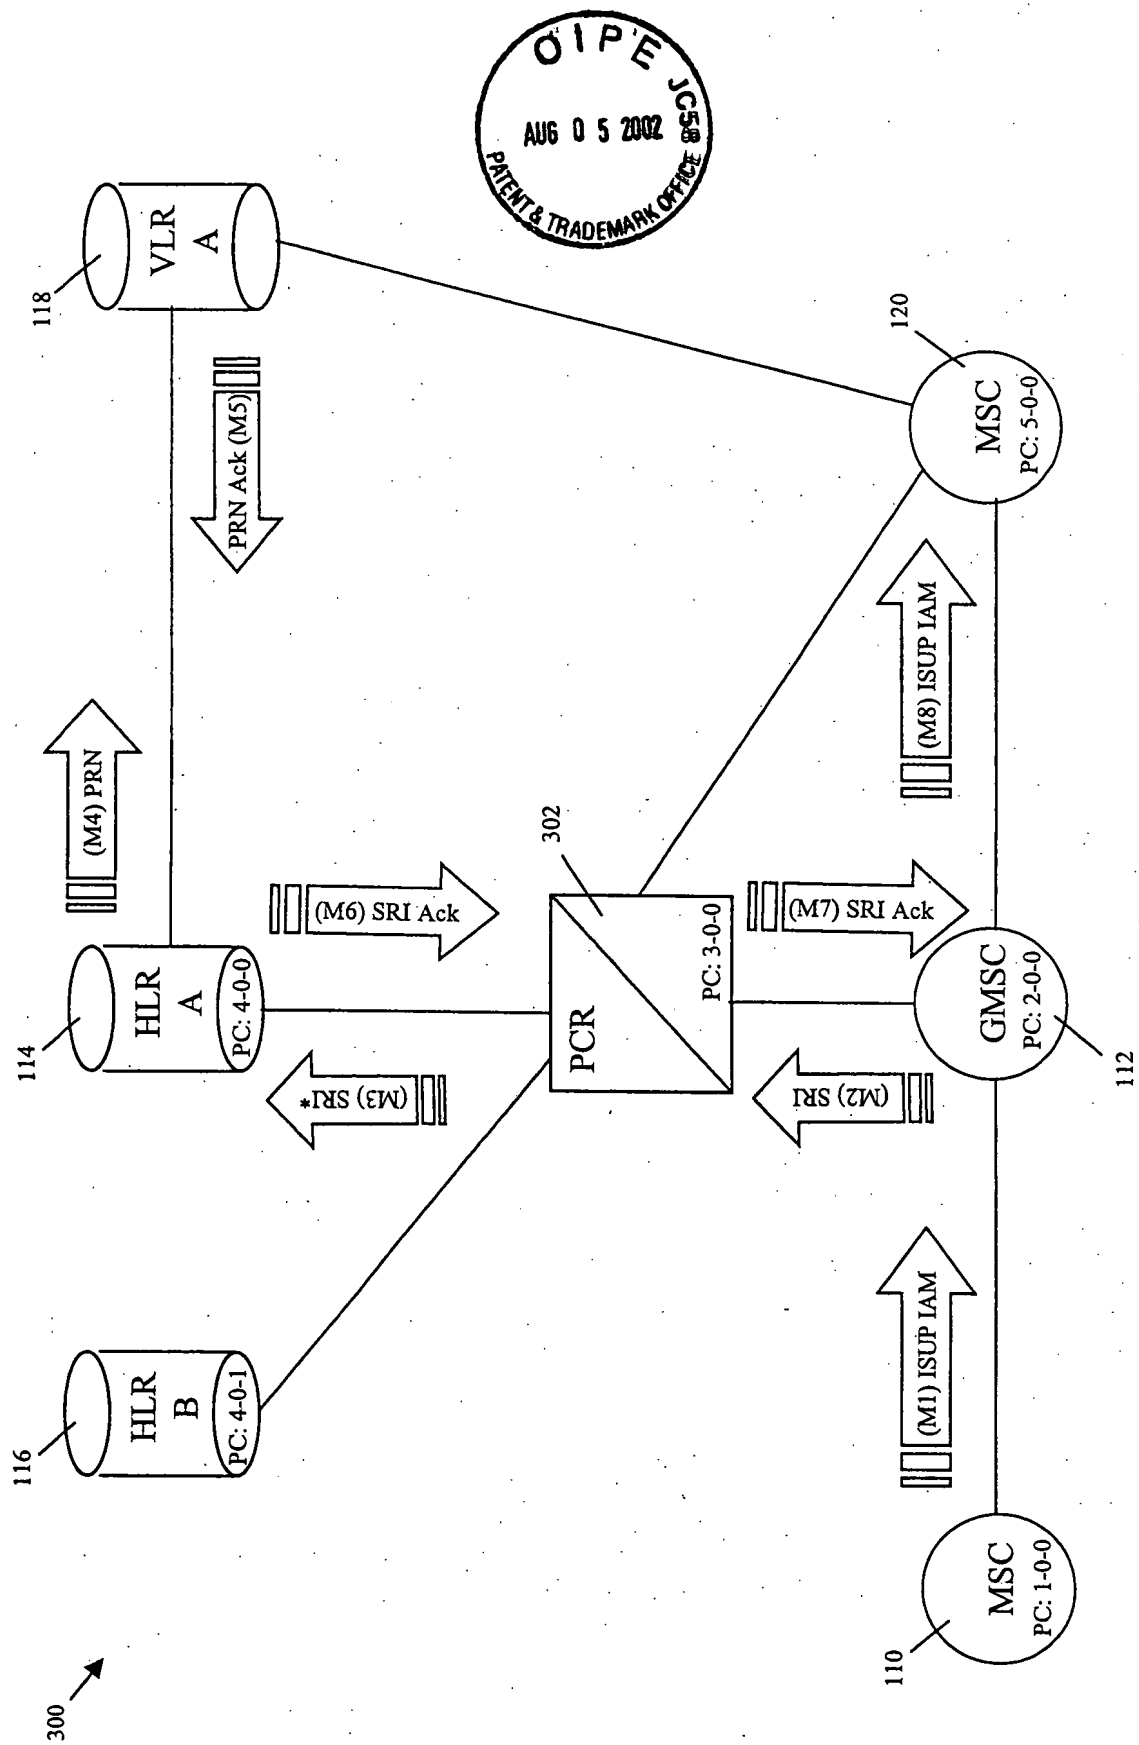 300
116
HLR
B
PC: 4-0-1
114
HLR
A
PC: 4-0-0
(M4) PRN
118
VLR
A
PRN Ack (M5)
(M3) SRI*
(M6) SRI Ack
302
PCR
PC: 3-0-0
(M2) SRI
(M7) SRI Ack
110
MSC
PC: 1-0-0
(M1) ISUP IAM
GMSC
PC: 2-0-0
112
(M8) ISUP IAM
120
MSC
PC: 5-0-0
OIPE
JC58
AUG 05 2002
PATENT & TRADEMARK OFFICE